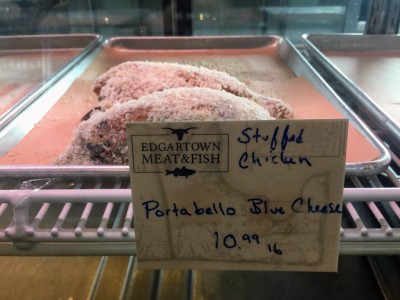 EDGARTOWN
MEAT&FISH
Stuffed
Chicken
Portabello Blue Cheese
10.99 lb